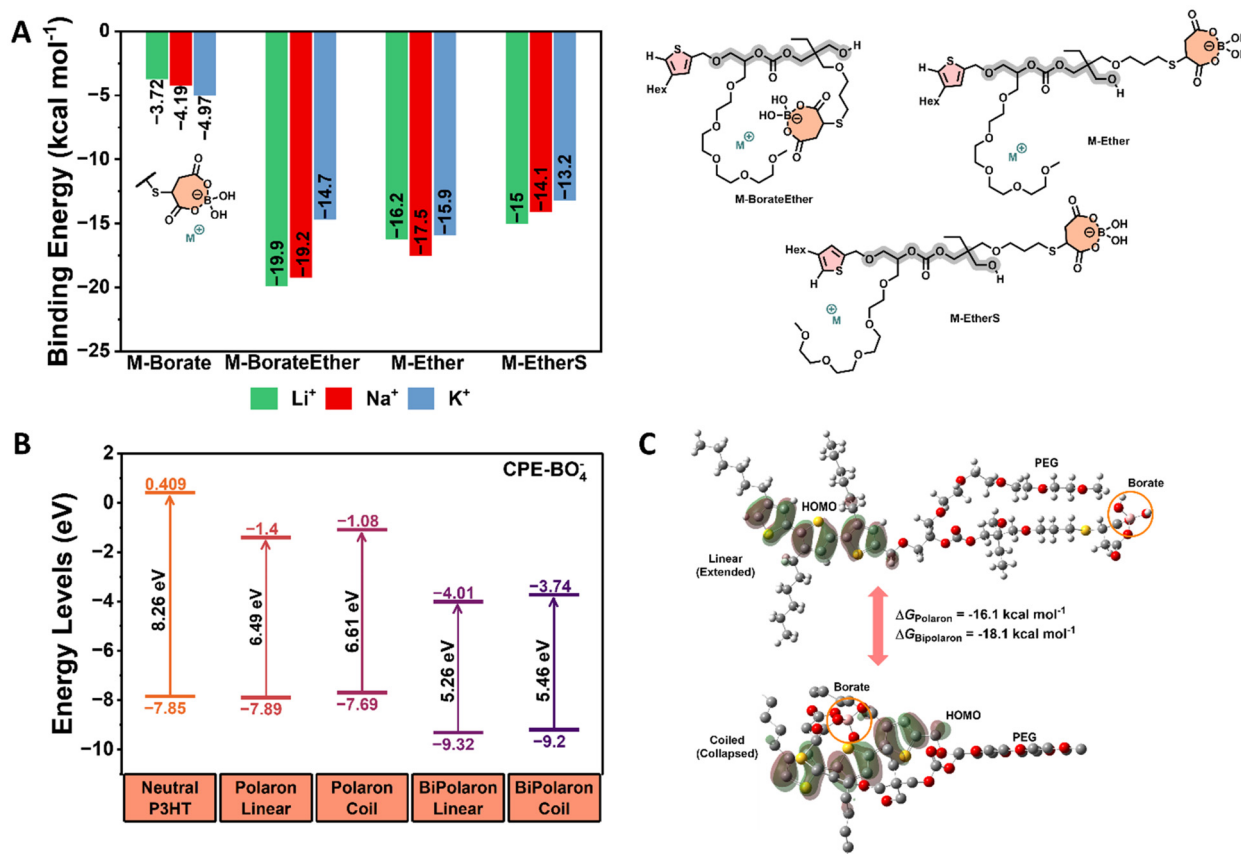 A
Binding Energy (kcal mol⁻¹)
0
−5
−10
−15
−20
−25
−3.72
−4.19
−4.97
−19.9
−19.2
−14.7
−16.2
−17.5
−15.9
−15
−14.1
−13.2
O
S
O
⊖
B
OH
O
OH
O
M⊕
M-Borate
M-BorateEther
M-Ether
M-EtherS
Li⁺
Na⁺
K⁺
H
S
Hex
O
O
O
O
O
H
HO
HO
B
⊖
S
M⊕
M-BorateEther
H
S
Hex
O
O
O
O
O
H
S
O
B
OH
OH
⊖
M⊕
M-Ether
Hex
H
S
O
O
O
O
O
H
S
O
B
OH
OH
⊖
M⊕
M-EtherS
B
CPE-BO₄⁻
Energy Levels (eV)
2
0
−2
−4
−6
−8
−10
0.409
8.26 eV
−7.85
−1.4
6.49 eV
−7.89
−1.08
6.61 eV
−7.69
−4.01
5.26 eV
−9.32
−3.74
5.46 eV
−9.2
Neutral
P3HT
Polaron
Linear
Polaron
Coil
BiPolaron
Linear
BiPolaron
Coil
C
PEG
Borate
HOMO
Linear
(Extended)
ΔG_Polaron = -16.1 kcal mol⁻¹
ΔG_Bipolaron = -18.1 kcal mol⁻¹
Borate
HOMO
Coiled
(Collapsed)
PEG